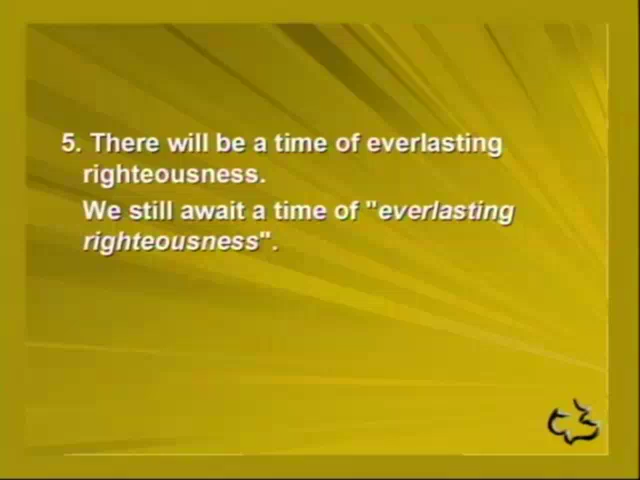 5. There will be a time of everlasting
righteousness.
We still await a time of "everlasting
righteousness".